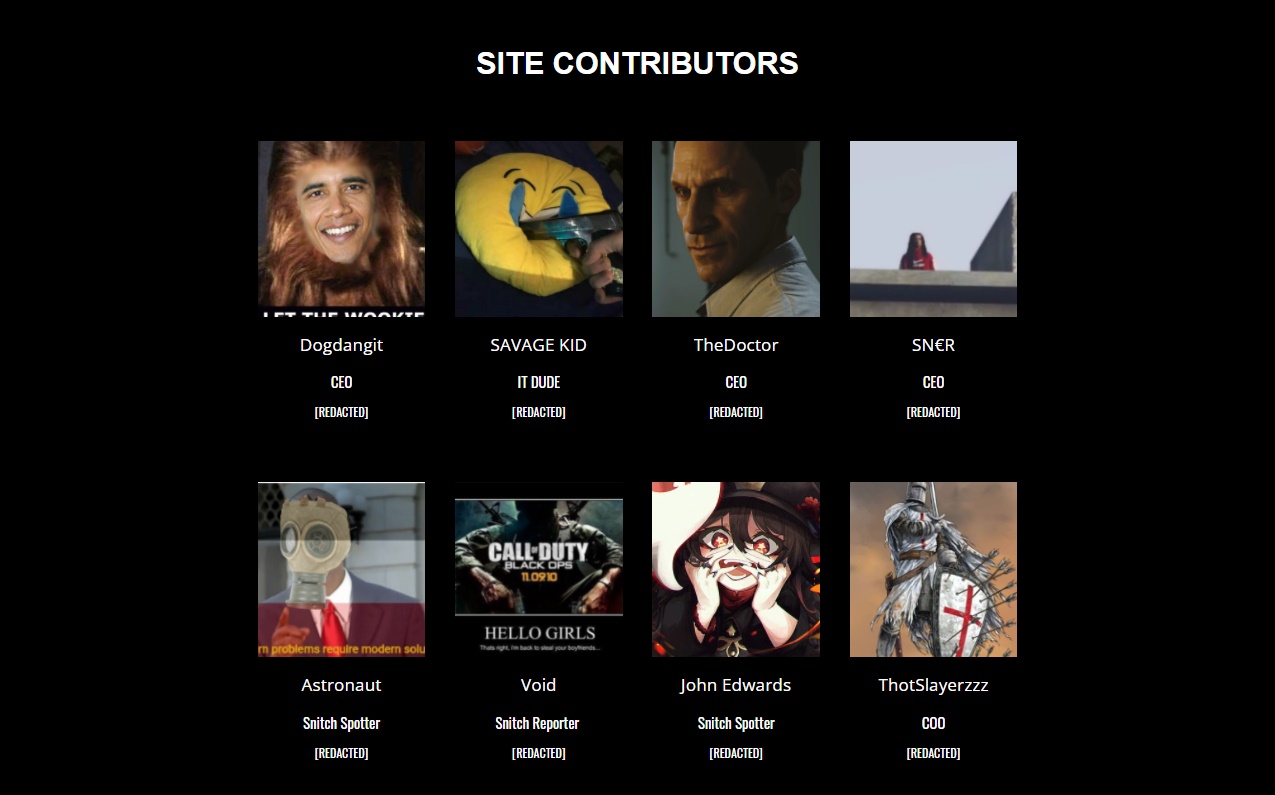 SITE CONTRIBUTORS
LET THE WOOKIE
Dogdangit
CEO
[REDACTED]
SAVAGE KID
IT DUDE
[REDACTED]
TheDoctor
CEO
[REDACTED]
SN€R
CEO
[REDACTED]
rn problems require modern solu
Astronaut
Snitch Spotter
[REDACTED]
CALL OF DUTY
BLACK OPS
11.09.10
HELLO GIRLS
Thats right, I'm back to steal your boyfriends...
Void
Snitch Reporter
[REDACTED]
John Edwards
Snitch Spotter
[REDACTED]
ThotSlayerzzz
COO
[REDACTED]